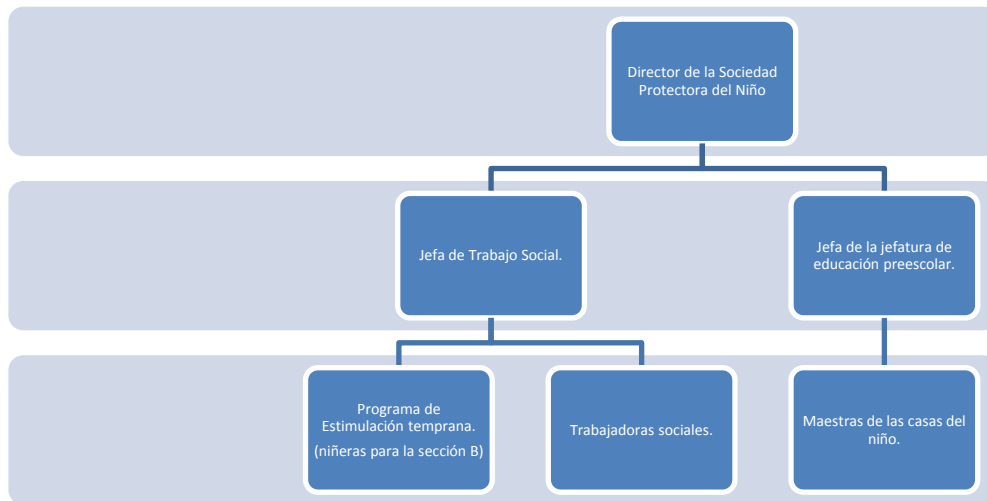 Director de la Sociedad
Protectora del Niño
Jefa de Trabajo Social.
Jefa de la jefatura de
educación preescolar.
Programa de
Estimulación temprana.
(niñeras para la sección B)
Trabajadoras sociales.
Maestras de las casas del
niño.